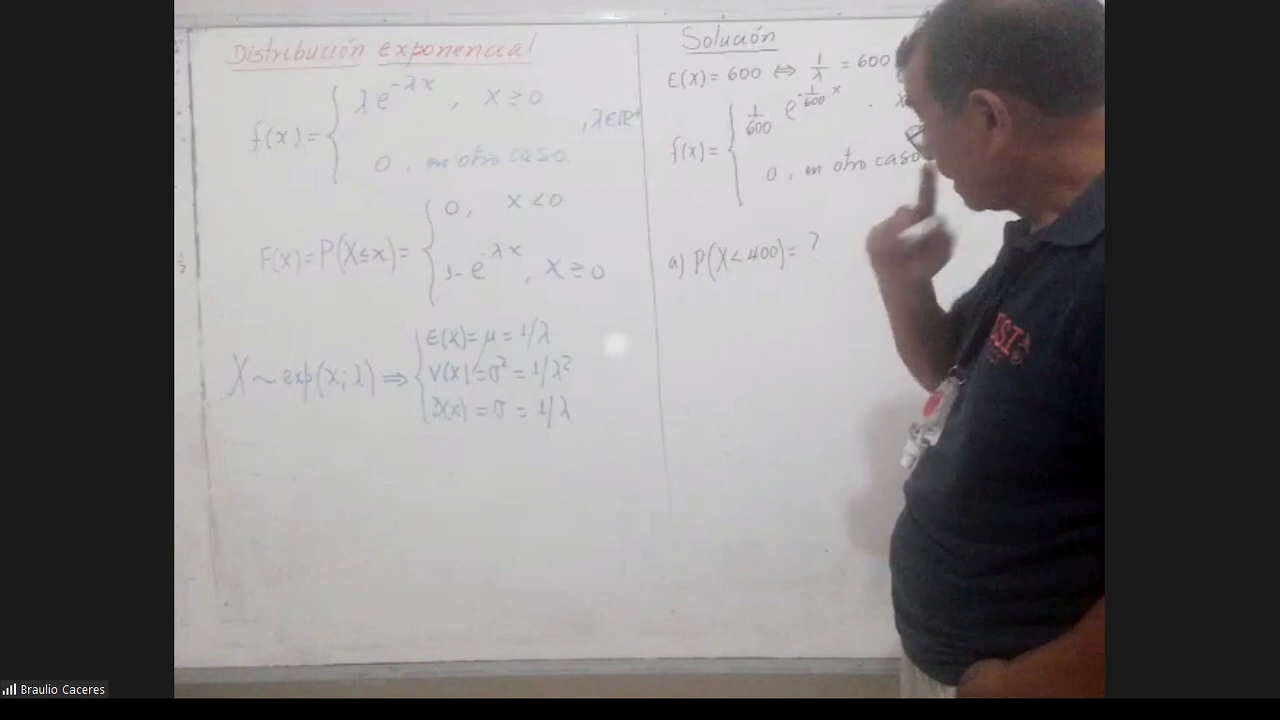 Distribución exponencial
f(x) = { λ e^{-λx} , x ≥ 0
, λ∈ℝ⁺
0 , en otro caso.
F(x) = P(X ≤ x) = { 0, x < 0
1 - e^{-λx} , x ≥ 0
X ~ exp(x; λ) ⇒ { E(x) = μ = 1/λ
V(x) = σ² = 1/λ²
D(x) = σ = 1/λ
Solución
E(X) = 600 ⇔ 1/λ = 600
f(x) = { 1/600 e^{-1/600 x} . x
0 , en otro caso
a) P(X < 400) = ?
Braulio Caceres